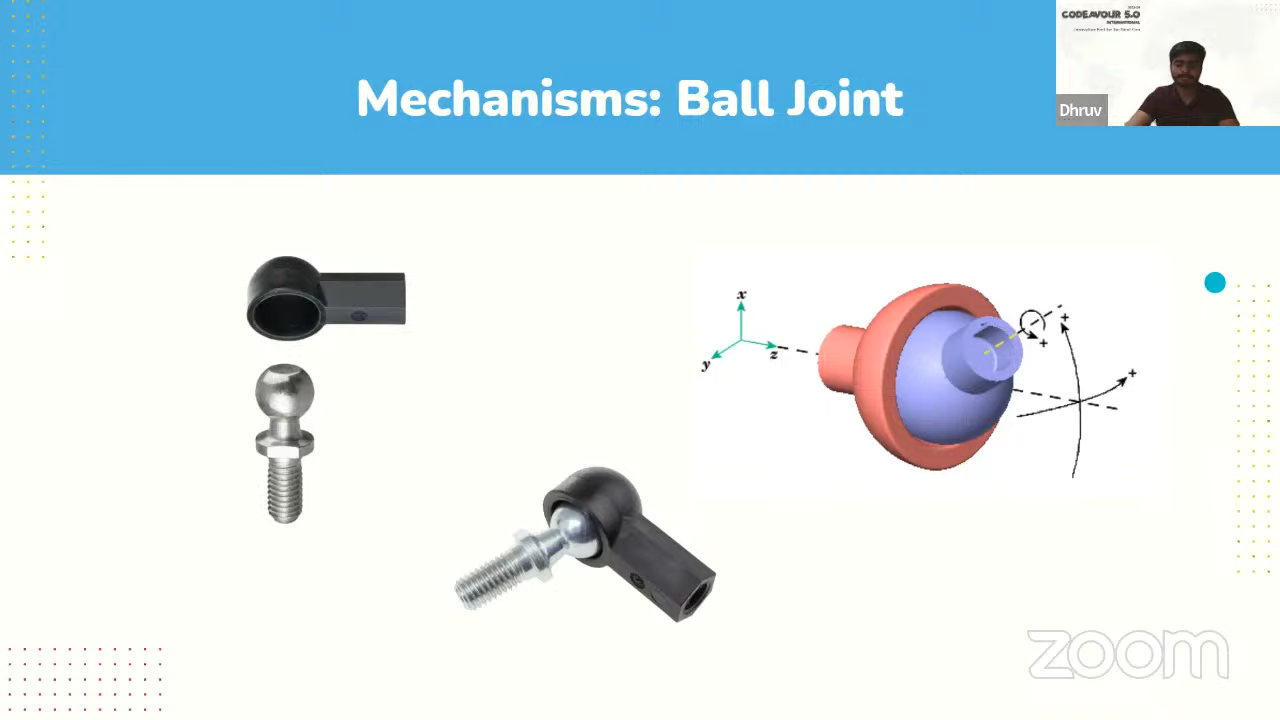 CODEAVOUR 5.0
INTERNATIONAL
Mechanisms: Ball Joint
Dhruv
x
y
z
+
+
+
zoom